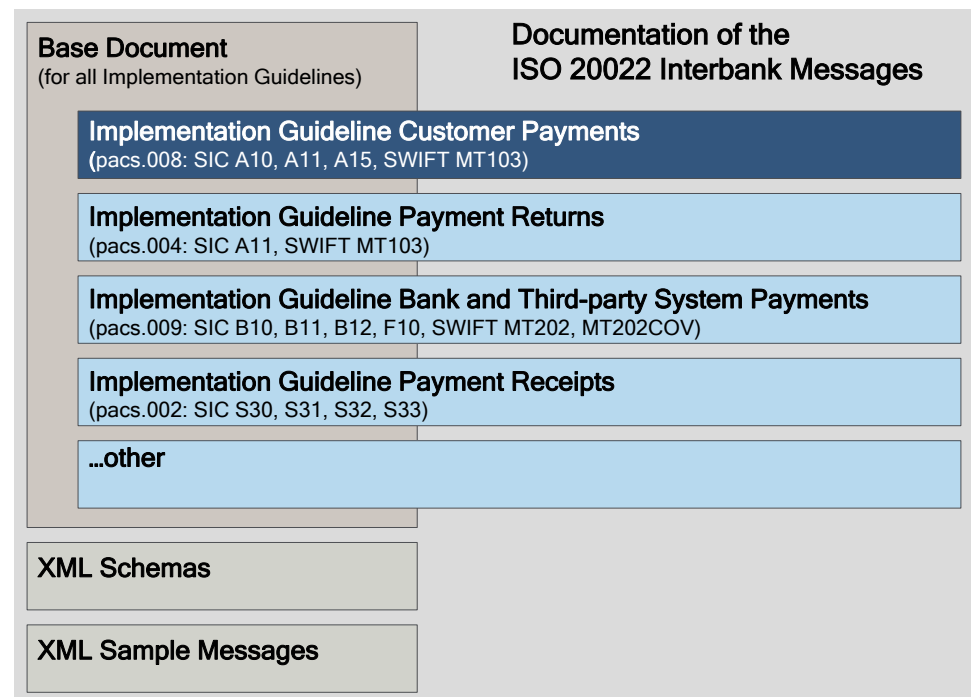 Base Document
(for all Implementation Guidelines)
Documentation of the
ISO 20022 Interbank Messages
Implementation Guideline Customer Payments
(pacs.008: SIC A10, A11, A15, SWIFT MT103)
Implementation Guideline Payment Returns
(pacs.004: SIC A11, SWIFT MT103)
Implementation Guideline Bank and Third-party System Payments
(pacs.009: SIC B10, B11, B12, F10, SWIFT MT202, MT202COV)
Implementation Guideline Payment Receipts
(pacs.002: SIC S30, S31, S32, S33)
...other
XML Schemas
XML Sample Messages